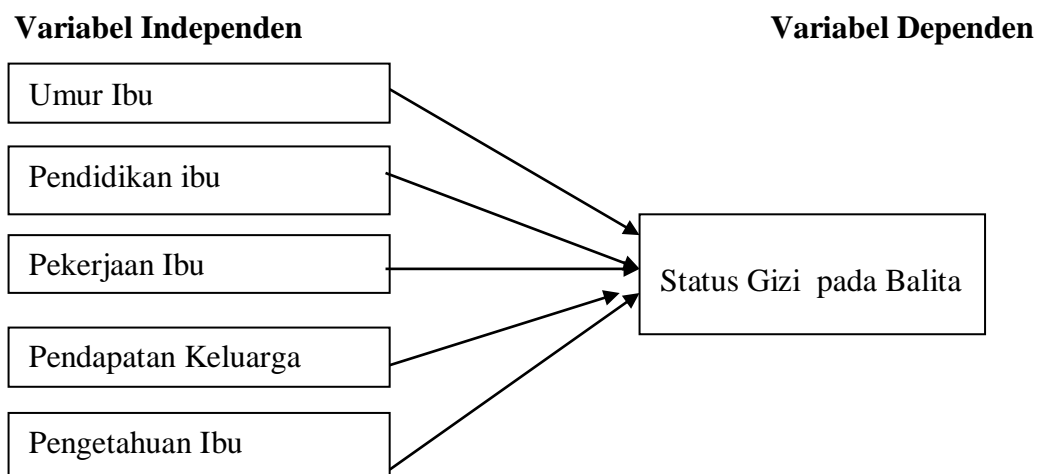 Variabel Independen
Variabel Dependen
Umur Ibu
Pendidikan ibu
Pekerjaan Ibu
Status Gizi pada Balita
Pendapatan Keluarga
Pengetahuan Ibu